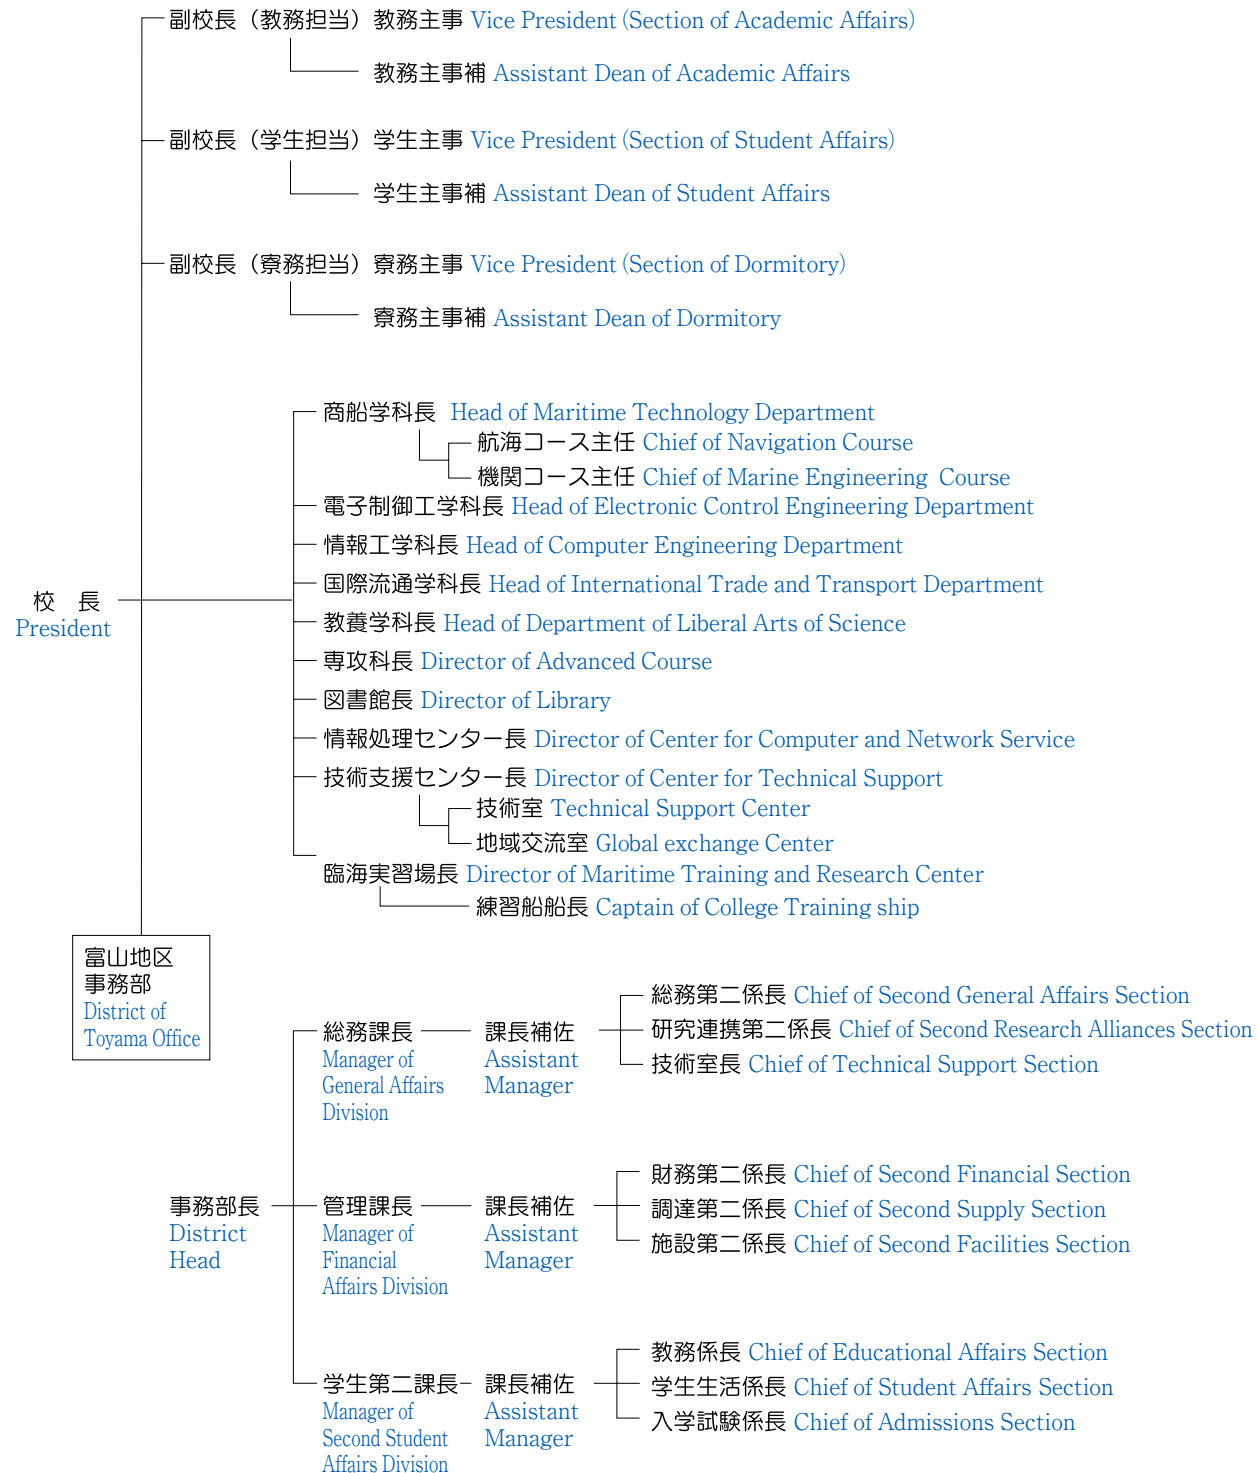 副校長（教務担当）教務主事 Vice President (Section of Academic Affairs)
教務主事補 Assistant Dean of Academic Affairs
副校長（学生担当）学生主事 Vice President (Section of Student Affairs)
学生主事補 Assistant Dean of Student Affairs
副校長（寮務担当）寮務主事 Vice President (Section of Dormitory)
寮務主事補 Assistant Dean of Dormitory
校　長
President
商船学科長 Head of Maritime Technology Department
航海コース主任 Chief of Navigation Course
機関コース主任 Chief of Marine Engineering Course
電子制御工学科長 Head of Electronic Control Engineering Department
情報工学科長 Head of Computer Engineering Department
国際流通学科長 Head of International Trade and Transport Department
教養学科長 Head of Department of Liberal Arts of Science
専攻科長 Director of Advanced Course
図書館長 Director of Library
情報処理センター長 Director of Center for Computer and Network Service
技術支援センター長 Director of Center for Technical Support
技術室 Technical Support Center
地域交流室 Global exchange Center
臨海実習場長 Director of Maritime Training and Research Center
練習船船長 Captain of College Training ship
富山地区
事務部
District of
Toyama Office
事務部長
District
Head
総務課長
Manager of
General Affairs
Division
課長補佐
Assistant
Manager
総務第二係長 Chief of Second General Affairs Section
研究連携第二係長 Chief of Second Research Alliances Section
技術室長 Chief of Technical Support Section
管理課長
Manager of
Financial
Affairs Division
課長補佐
Assistant
Manager
財務第二係長 Chief of Second Financial Section
調達第二係長 Chief of Second Supply Section
施設第二係長 Chief of Second Facilities Section
学生第二課長
Manager of
Second Student
Affairs Division
課長補佐
Assistant
Manager
教務係長 Chief of Educational Affairs Section
学生生活係長 Chief of Student Affairs Section
入学試験係長 Chief of Admissions Section